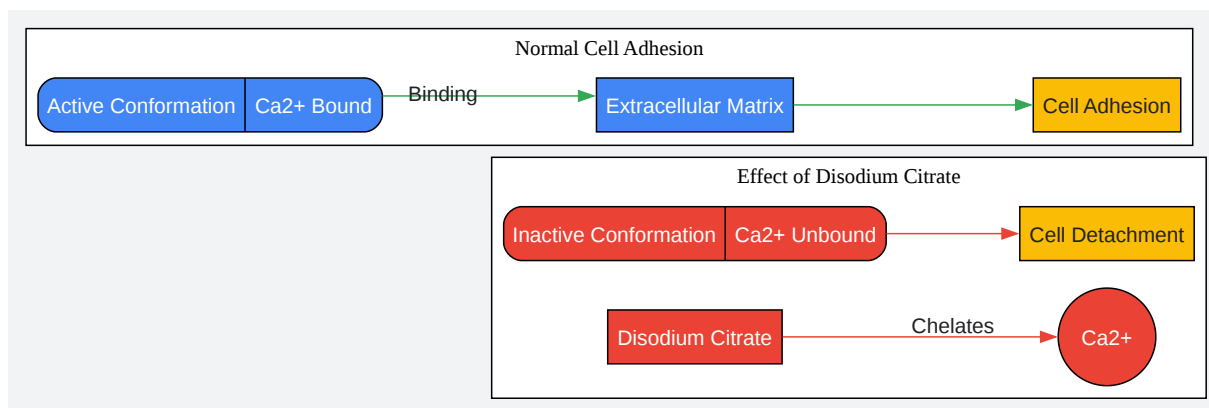 Normal Cell Adhesion
Active Conformation
Ca2+ Bound
Binding
Extracellular Matrix
Cell Adhesion
Effect of Disodium Citrate
Inactive Conformation
Ca2+ Unbound
Cell Detachment
Disodium Citrate
Chelates
Ca2+